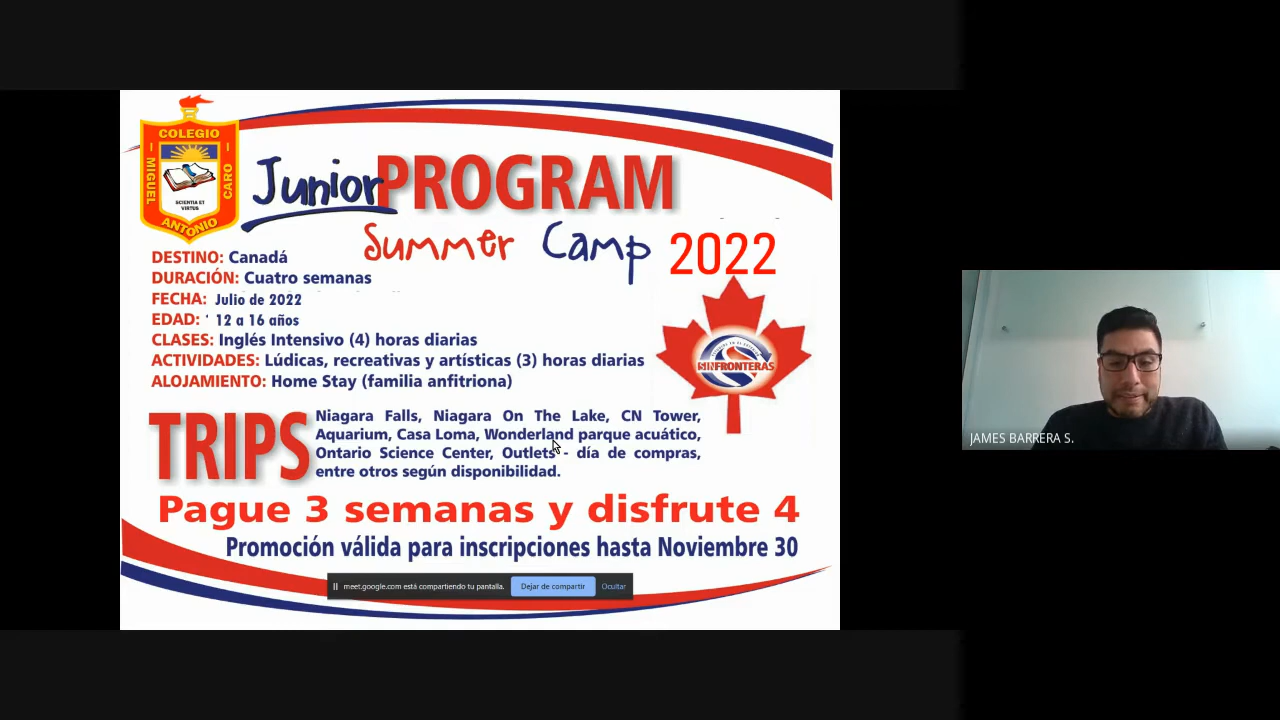 COLEGIO
MIGUEL
CARO
SCIENTIA ET
VIRTUS
ANTONIO
Junior PROGRAM
Summer Camp 2022
DESTINO: Canadá
DURACIÓN: Cuatro semanas
FECHA: Julio de 2022
EDAD: 12 a 16 años
CLASES: Inglés Intensivo (4) horas diarias
ACTIVIDADES: Lúdicas, recreativas y artísticas (3) horas diarias
ALOJAMIENTO: Home Stay (familia anfitriona)
SINFRONTERAS
TRIPS
Niagara Falls, Niagara On The Lake, CN Tower,
Aquarium, Casa Loma, Wonderland parque acuático,
Ontario Science Center, Outlets - día de compras,
entre otros según disponibilidad.
Pague 3 semanas y disfrute 4
Promoción válida para inscripciones hasta Noviembre 30
meet.google.com está compartiendo tu pantalla. Dejar de compartir Ocultar
JAMES BARRERA S.